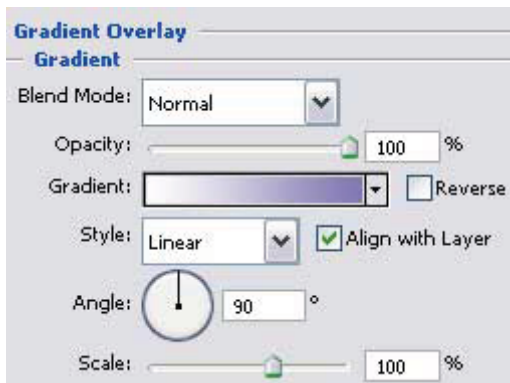 Gradient Overlay
Gradient
Blend Mode: Normal
Opacity: 100 %
Gradient: Reverse
Style: Linear Align with Layer
Angle: 90 °
Scale: 100 %